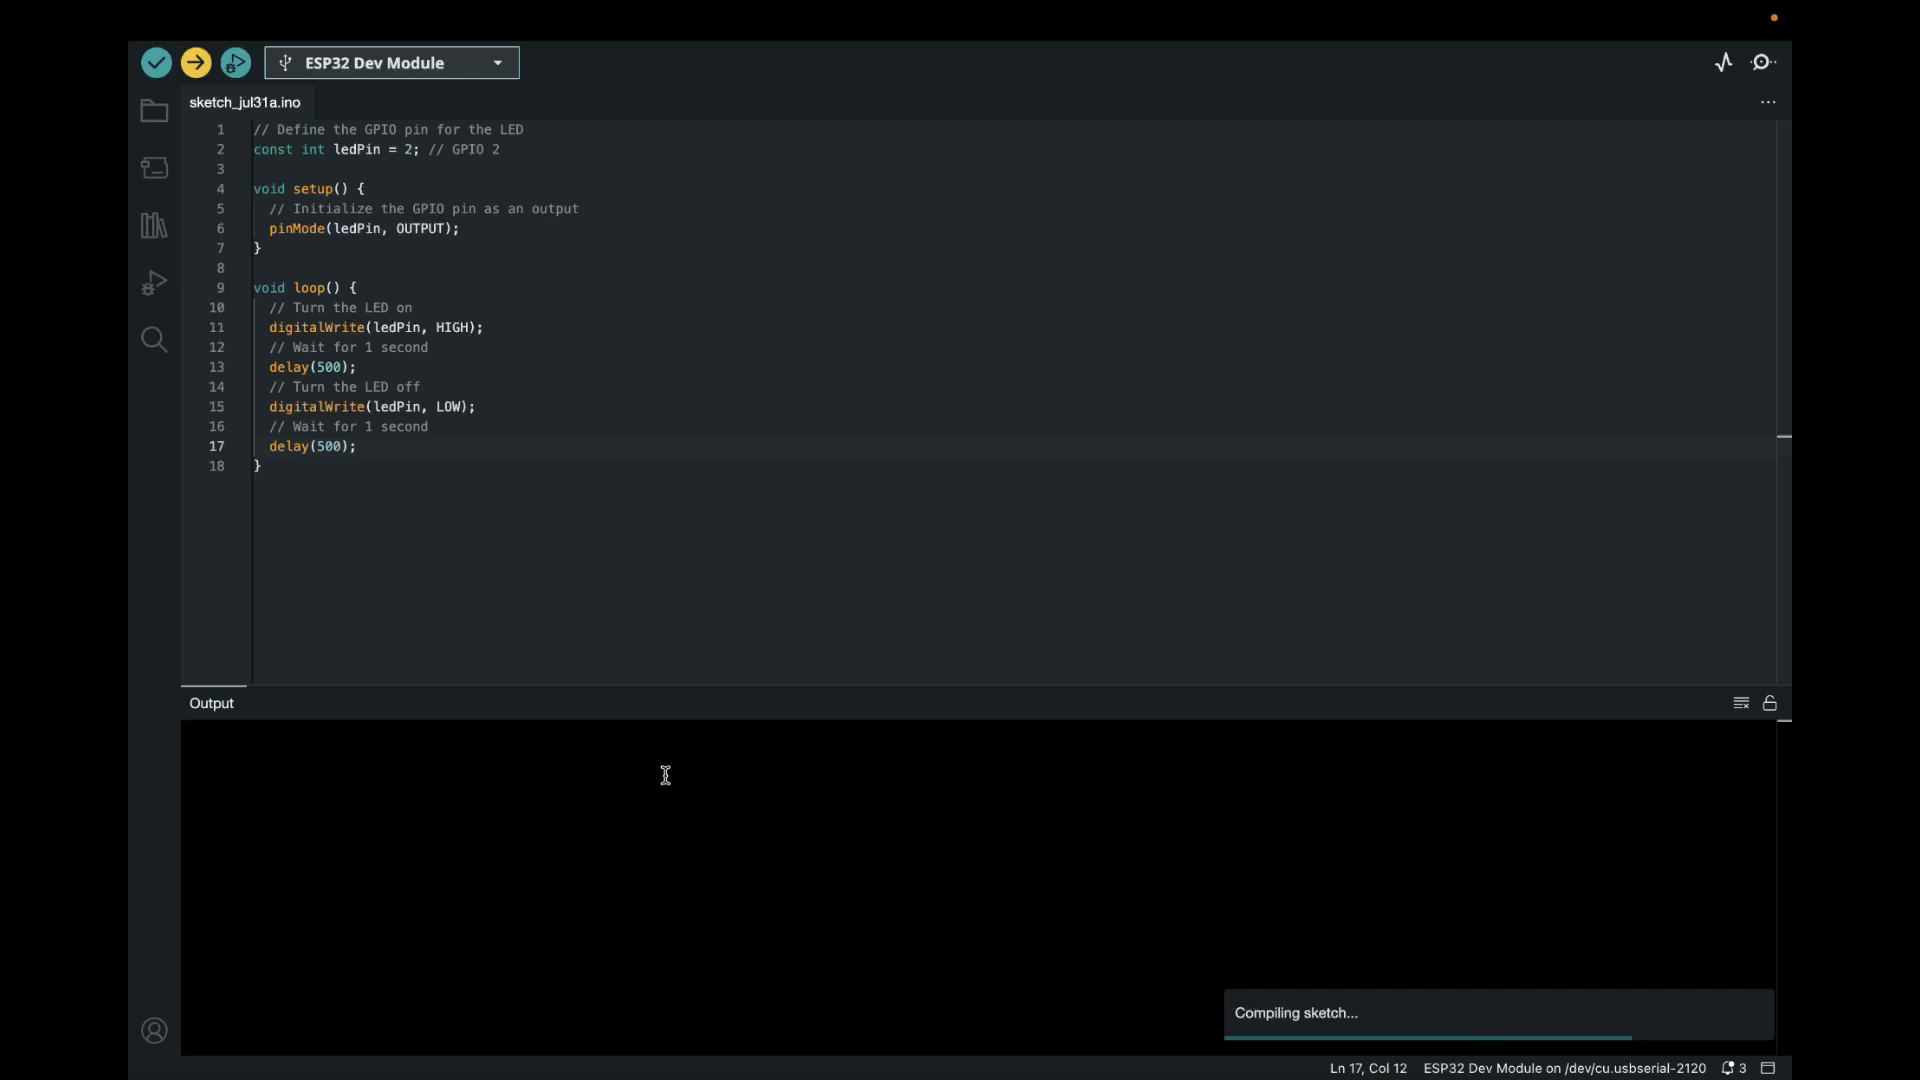 ESP32 Dev Module
sketch_jul31a.ino
1 // Define the GPIO pin for the LED
2 const int ledPin = 2; // GPIO 2
3
4 void setup() {
5 // Initialize the GPIO pin as an output
6 pinMode(ledPin, OUTPUT);
7 }
8
9 void loop() {
10 // Turn the LED on
11 digitalWrite(ledPin, HIGH);
12 // Wait for 1 second
13 delay(500);
14 // Turn the LED off
15 digitalWrite(ledPin, LOW);
16 // Wait for 1 second
17 delay(500);
18 }
Output
Compiling sketch...
Ln 17, Col 12 ESP32 Dev Module on /dev/cu.usbserial-2120 3